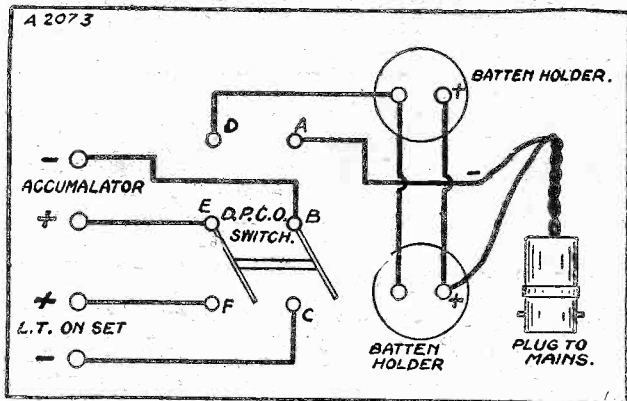 A 2073
BATTEN HOLDER.
+
D
A
-
-
ACCUMALATOR
+
E
D.P.C.O.
SWITCH.
B
+
F
C
L.T. ON SET
-
+
BATTEN
HOLDER
PLUG TO
MAINS.